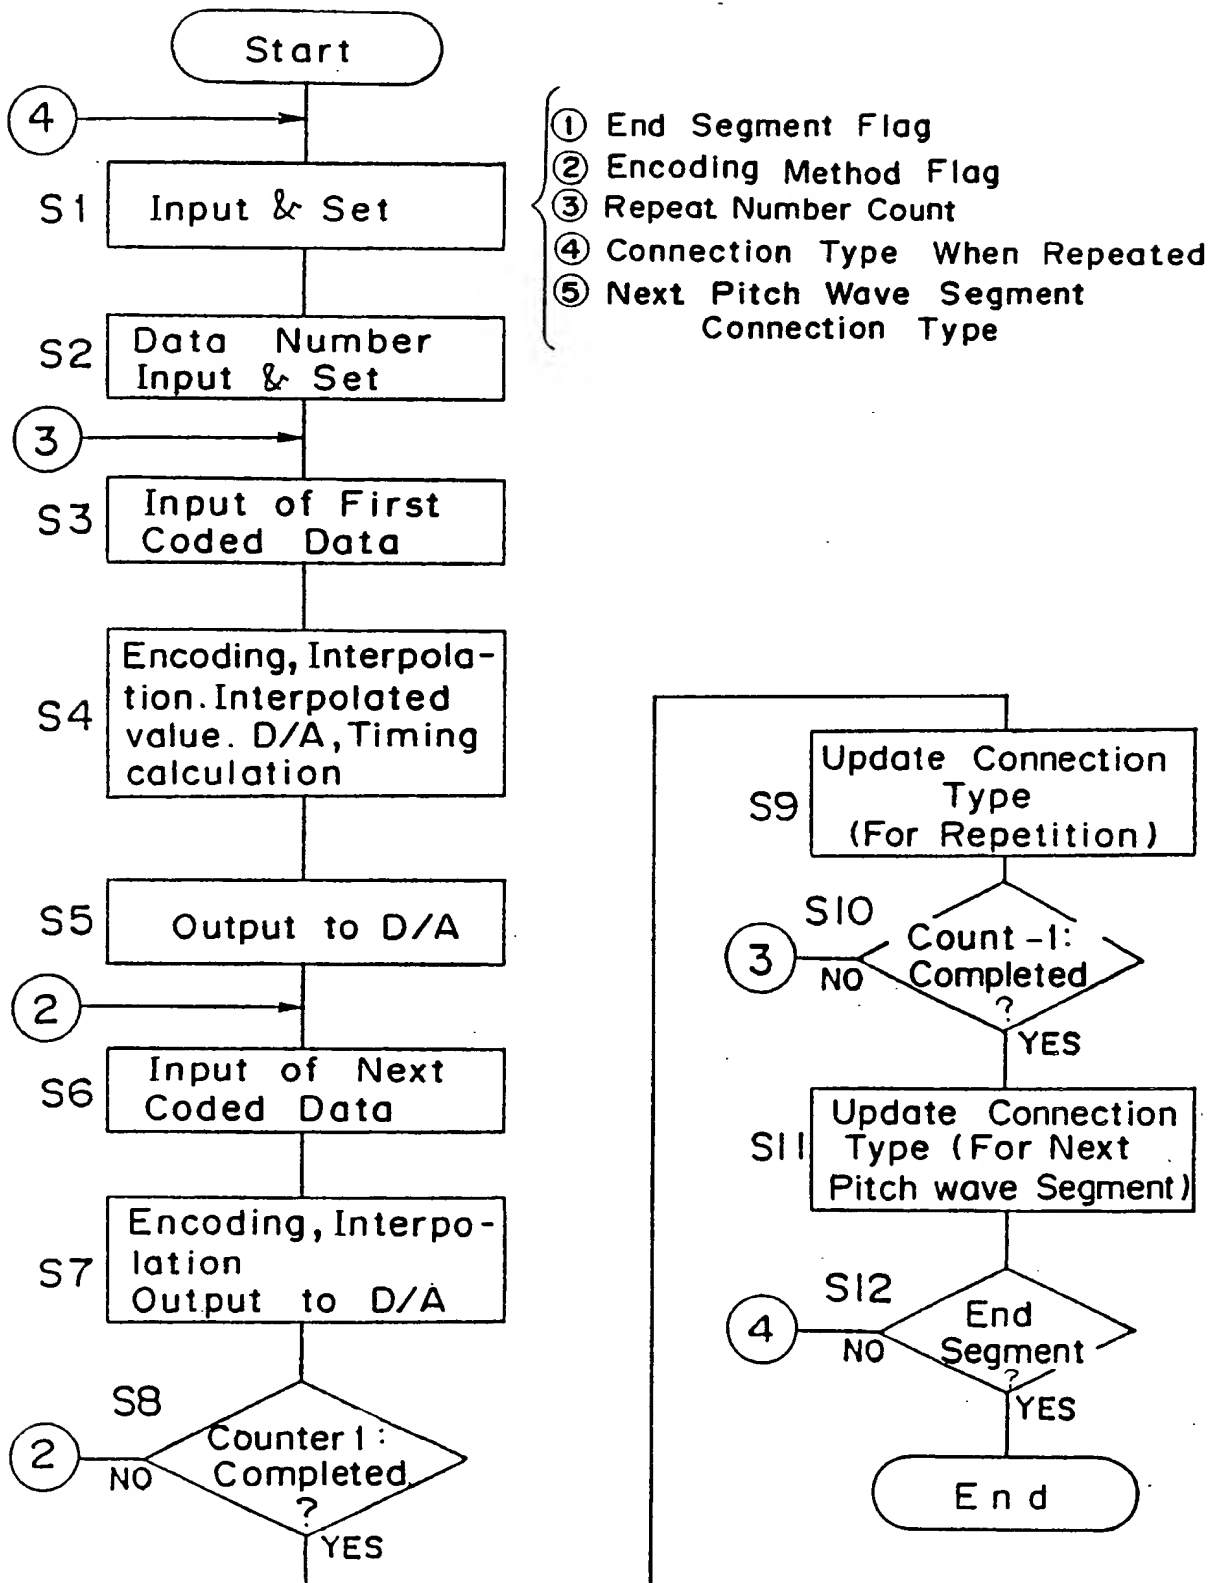 Start
4
① End Segment Flag
② Encoding Method Flag
③ Repeat Number Count
④ Connection Type When Repeated
⑤ Next Pitch Wave Segment
Connection Type
S1
Input & Set
S2
Data Number
Input & Set
3
S3
Input of First
Coded Data
S4
Encoding, Interpola-
tion. Interpolated
value. D/A, Timing
calculation
S5
Output to D/A
2
S6
Input of Next
Coded Data
S7
Encoding, Interpo-
lation
Output to D/A
S8
Counter 1:
Completed
?
2
NO
YES
S9
Update Connection
Type
(For Repetition)
S10
Count -1:
Completed
?
3
NO
YES
S11
Update Connection
Type (For Next
Pitch wave Segment)
S12
End
Segment
?
4
NO
YES
End